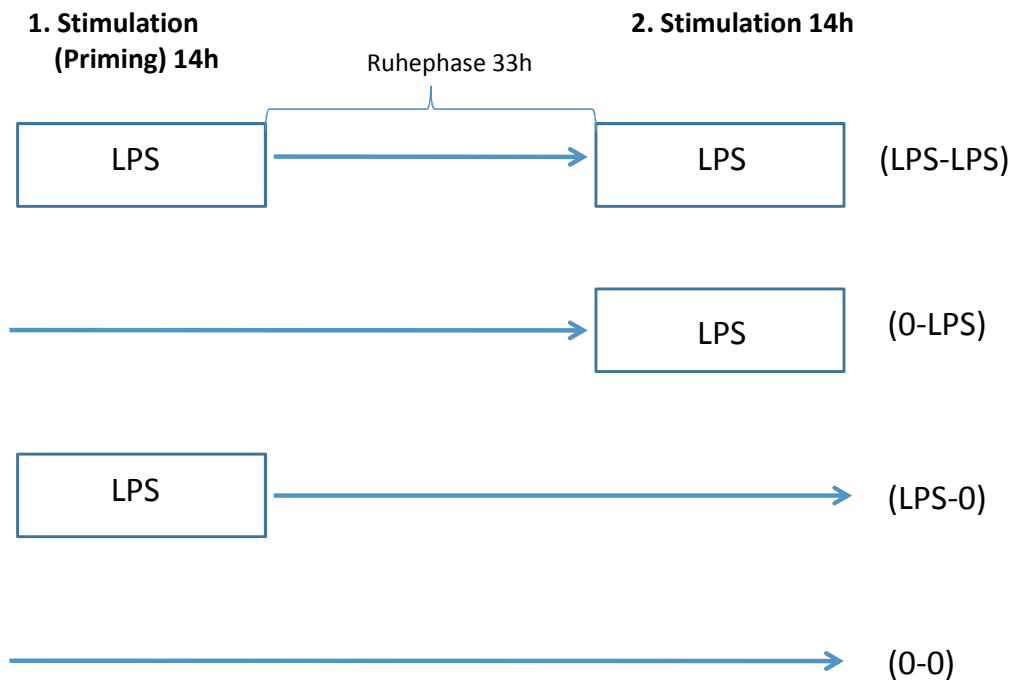 1. Stimulation
(Priming) 14h
2. Stimulation 14h
Ruhephase 33h
LPS
LPS
(LPS-LPS)
LPS
(0-LPS)
LPS
(LPS-0)
(0-0)